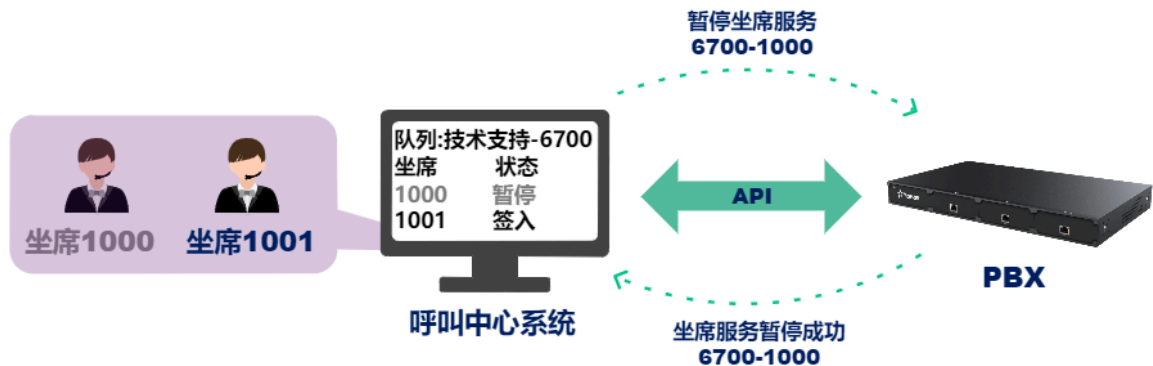 暂停坐席服务
6700-1000
队列:技术支持-6700
坐席 状态
1000 暂停
1001 签入
坐席1000 坐席1001
API
PBX
呼叫中心系统
坐席服务暂停成功
6700-1000